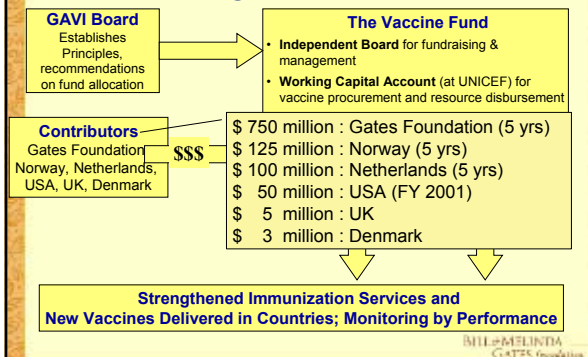 GAVI Board
Establishes
Principles,
recommendations
on fund allocation
The Vaccine Fund
• Independent Board for fundraising &
management
• Working Capital Account (at UNICEF) for
vaccine procurement and resource disbursement
Contributors
Gates Foundation
Norway, Netherlands,
USA, UK, Denmark
$$$
$ 750 million : Gates Foundation (5 yrs)
$ 125 million : Norway (5 yrs)
$ 100 million : Netherlands (5 yrs)
$ 50 million : USA (FY 2001)
$ 5 million : UK
$ 3 million : Denmark
Strengthened Immunization Services and
New Vaccines Delivered in Countries; Monitoring by Performance
BILL & MELINDA
GATES foundation